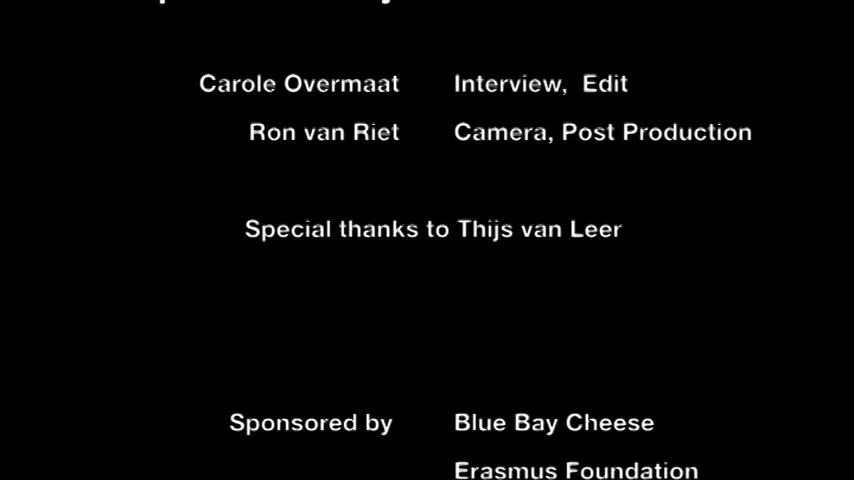 Carole Overmaat Interview, Edit
Ron van Riet Camera, Post Production
Special thanks to Thijs van Leer
Sponsored by Blue Bay Cheese
Erasmus Foundation